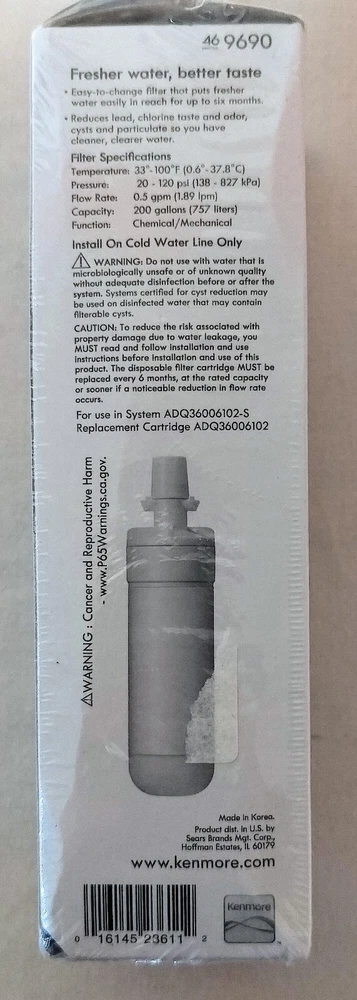 46 9690
Fresher water, better taste
• Easy-to-change filter that puts fresher
water easily in reach for up to six months.
• Reduces lead, chlorine taste and odor,
cysts and particulate so you have
cleaner, clearer water.
Filter Specifications
Temperature: 33°-100°F (0.6°-37.8°C)
Pressure: 20 - 120 psi (138 - 827 kPa)
Flow Rate: 0.5 gpm (1.89 lpm)
Capacity: 200 gallons (757 liters)
Function: Chemical/Mechanical
Install On Cold Water Line Only
⚠ WARNING: Do not use with water that is
microbiologically unsafe or of unknown quality
without adequate disinfection before or after the
system. Systems certified for cyst reduction may
be used on disinfected water that may contain
filterable cysts.
CAUTION: To reduce the risk associated with
property damage due to water leakage, you
MUST read and follow installation and use
instructions before installation and use of this
product. The disposable filter cartridge MUST be
replaced every 6 months, at the rated capacity
or sooner if a noticeable reduction in flow rate
occurs.
For use in System ADQ36006102-S
Replacement Cartridge ADQ36006102
⚠WARNING : Cancer and Reproductive Harm
- www.P65Warnings.ca.gov.
Made in Korea.
Product dist. in U.S. by
Sears Brands Mgt. Corp.,
Hoffman Estates, IL 60179
www.kenmore.com
Kenmore
0 16145 23611 2